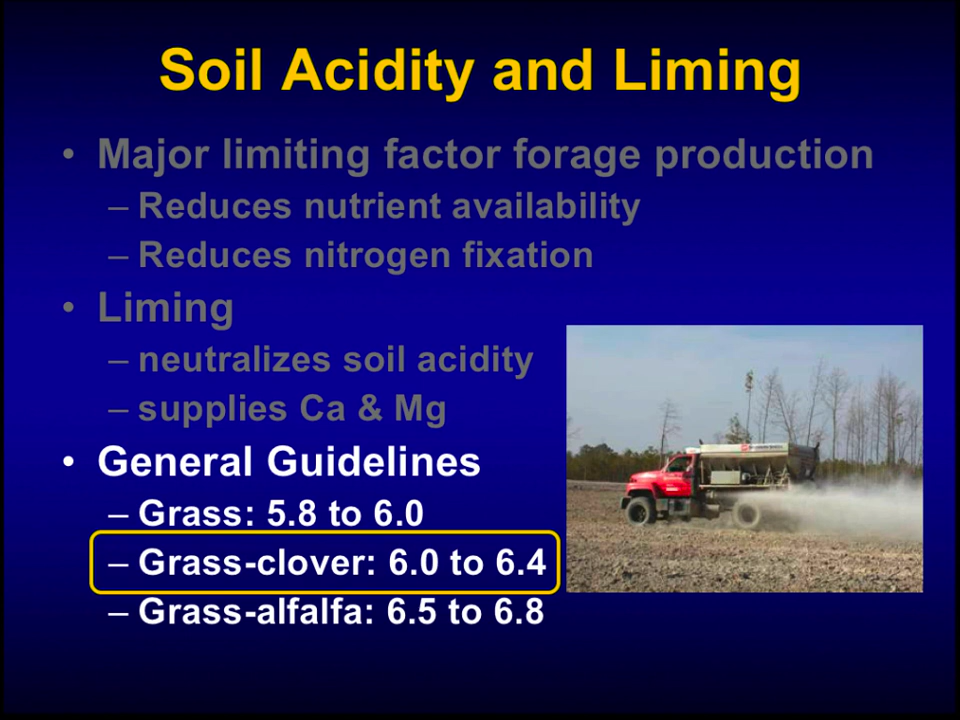 Soil Acidity and Liming
• Major limiting factor forage production
– Reduces nutrient availability
– Reduces nitrogen fixation
• Liming
– neutralizes soil acidity
– supplies Ca & Mg
• General Guidelines
– Grass: 5.8 to 6.0
– Grass-clover: 6.0 to 6.4
– Grass-alfalfa: 6.5 to 6.8